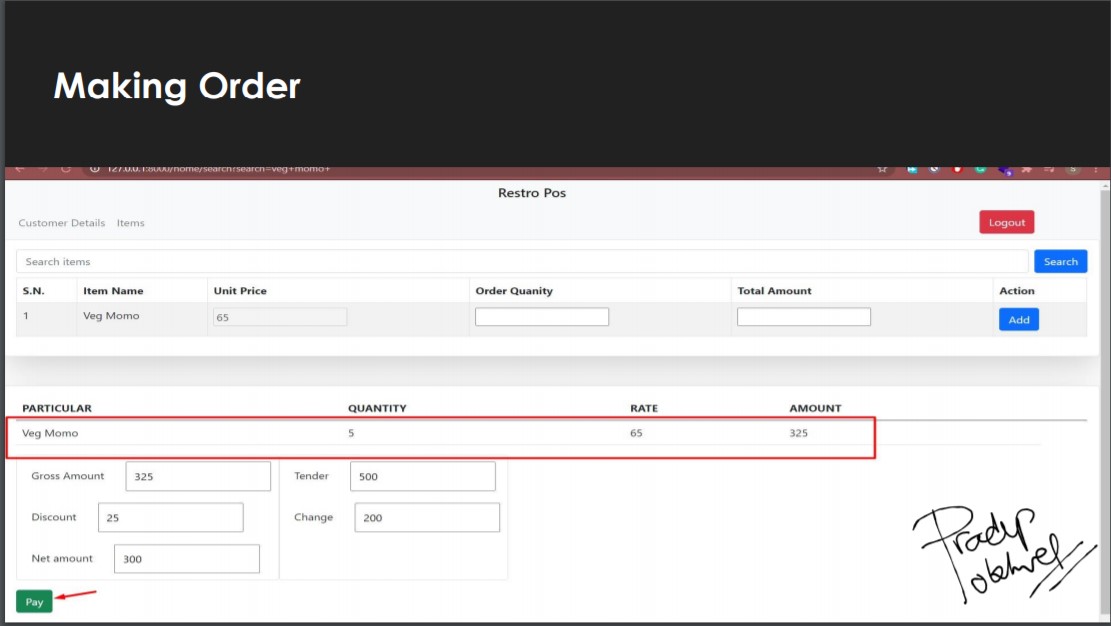 Making Order
127.0.0.1:8000/home/search?search=veg+momo+
Restro Pos
Customer Details Items Logout
Search items Search
S.N. Item Name Unit Price Order Quanity Total Amount Action
1 Veg Momo 65 Add
PARTICULAR QUANTITY RATE AMOUNT
Veg Momo 5 65 325
Gross Amount 325 Tender 500
Discount 25 Change 200
Net amount 300
Pay